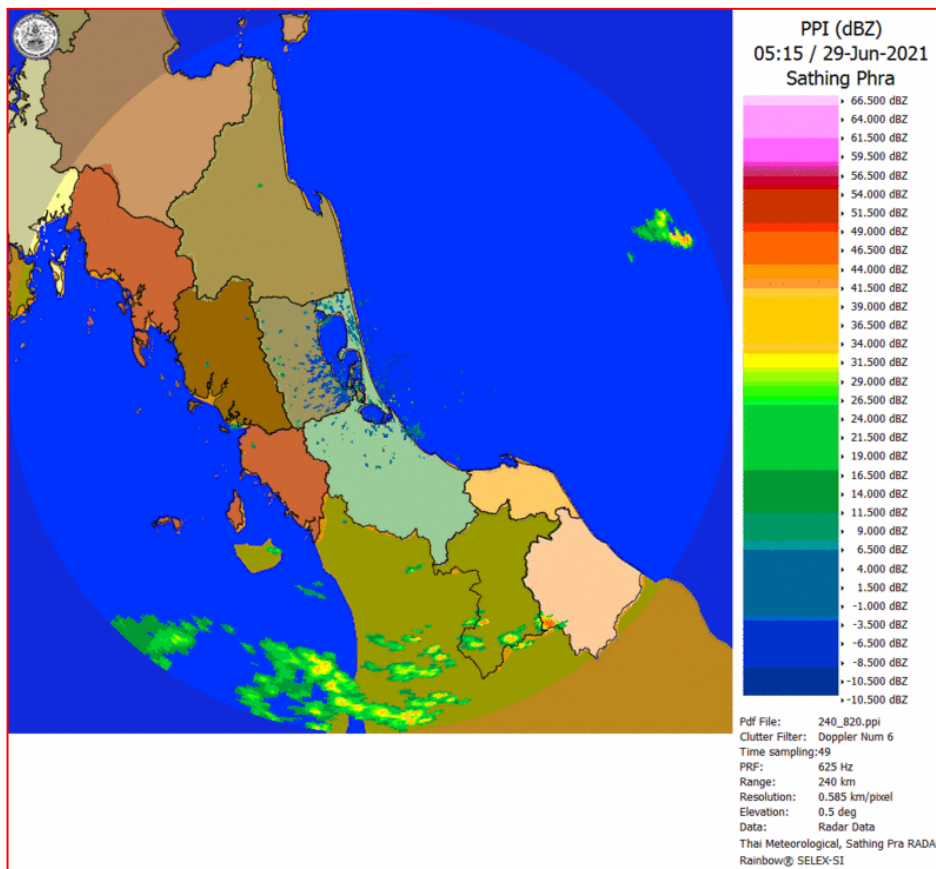 PPI (dBZ)
05:15 / 29-Jun-2021
Sathing Phra
66.500 dBZ
64.000 dBZ
61.500 dBZ
59.500 dBZ
56.500 dBZ
54.000 dBZ
51.500 dBZ
49.000 dBZ
46.500 dBZ
44.000 dBZ
41.500 dBZ
39.000 dBZ
36.500 dBZ
34.000 dBZ
31.500 dBZ
29.000 dBZ
26.500 dBZ
24.000 dBZ
21.500 dBZ
19.000 dBZ
16.500 dBZ
14.000 dBZ
11.500 dBZ
9.000 dBZ
6.500 dBZ
4.000 dBZ
1.500 dBZ
-1.000 dBZ
-3.500 dBZ
-6.500 dBZ
-8.500 dBZ
-10.500 dBZ
-10.500 dBZ
Pdf File: 240_820.ppi
Clutter Filter: Doppler Num 6
Time sampling:49
PRF: 625 Hz
Range: 240 km
Resolution: 0.585 km/pixel
Elevation: 0.5 deg
Data: Radar Data
Thai Meteorological, Sathing Pra RADA
Rainbow® SELEX-SI